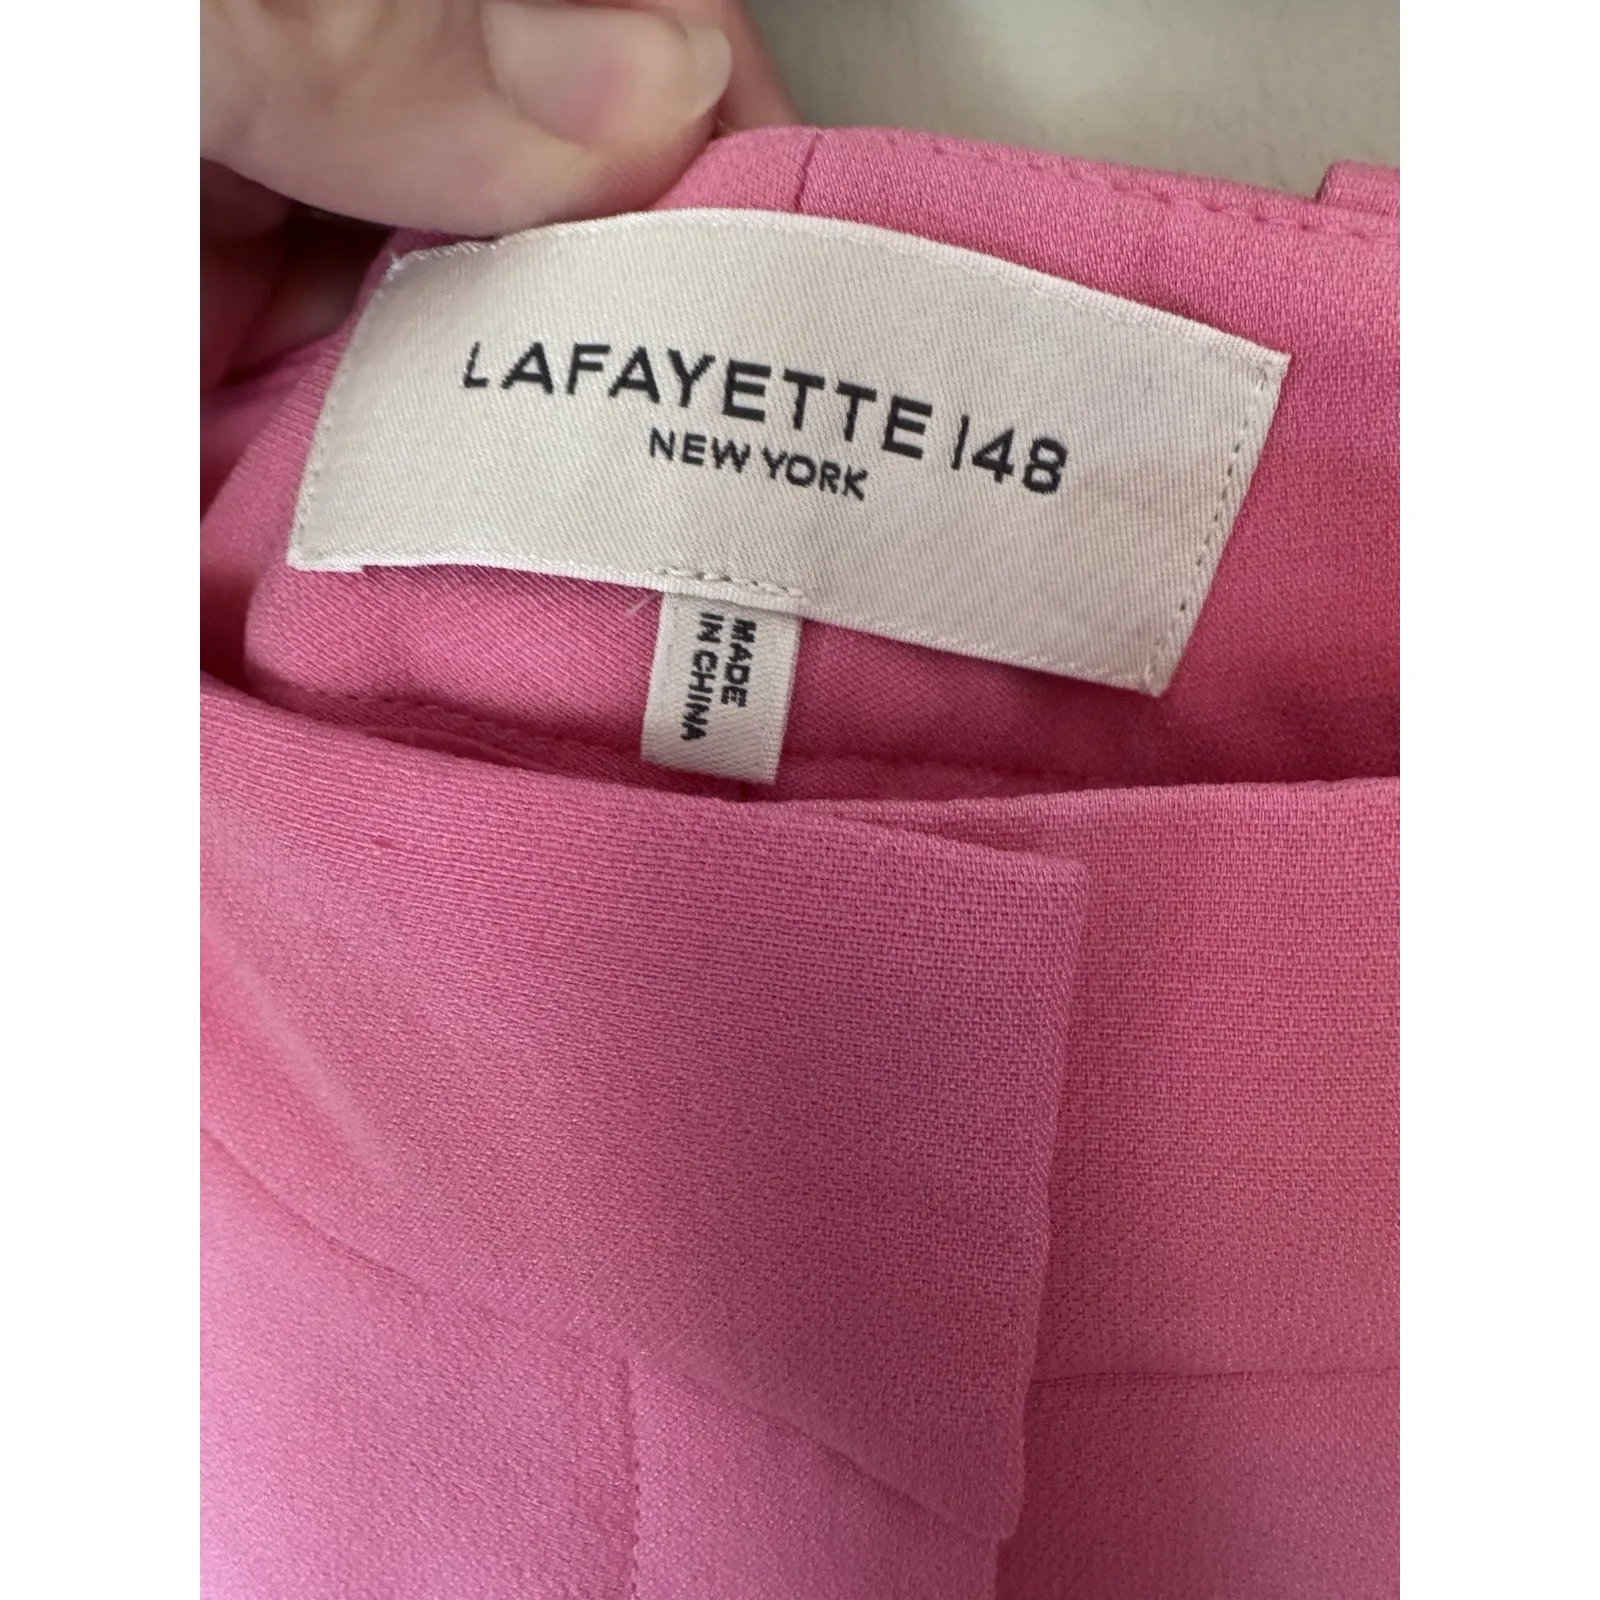 LAFAYETTE 148
NEW YORK
MADE
IN CHINA